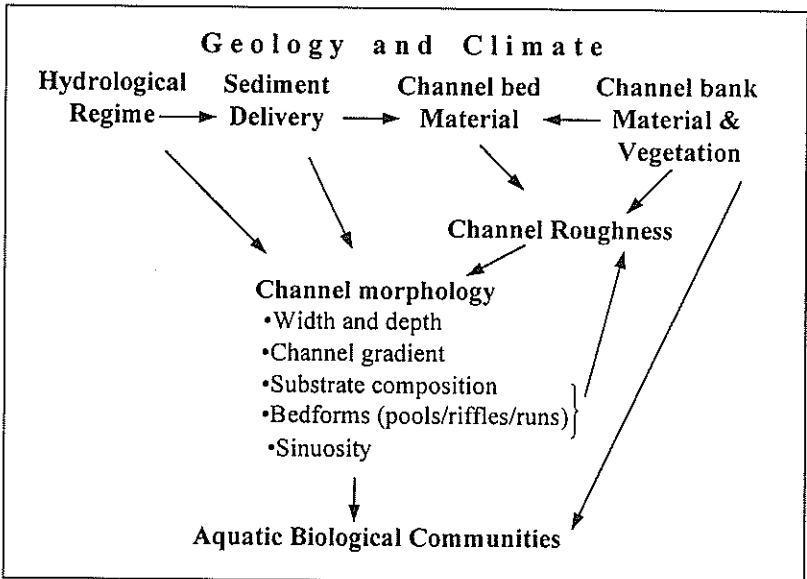 Geology and Climate
Hydrological Regime
Sediment Delivery
Channel bed Material
Channel bank Material & Vegetation
Channel Roughness
Channel morphology
•Width and depth
•Channel gradient
•Substrate composition
•Bedforms (pools/riffles/runs)
•Sinuosity
Aquatic Biological Communities